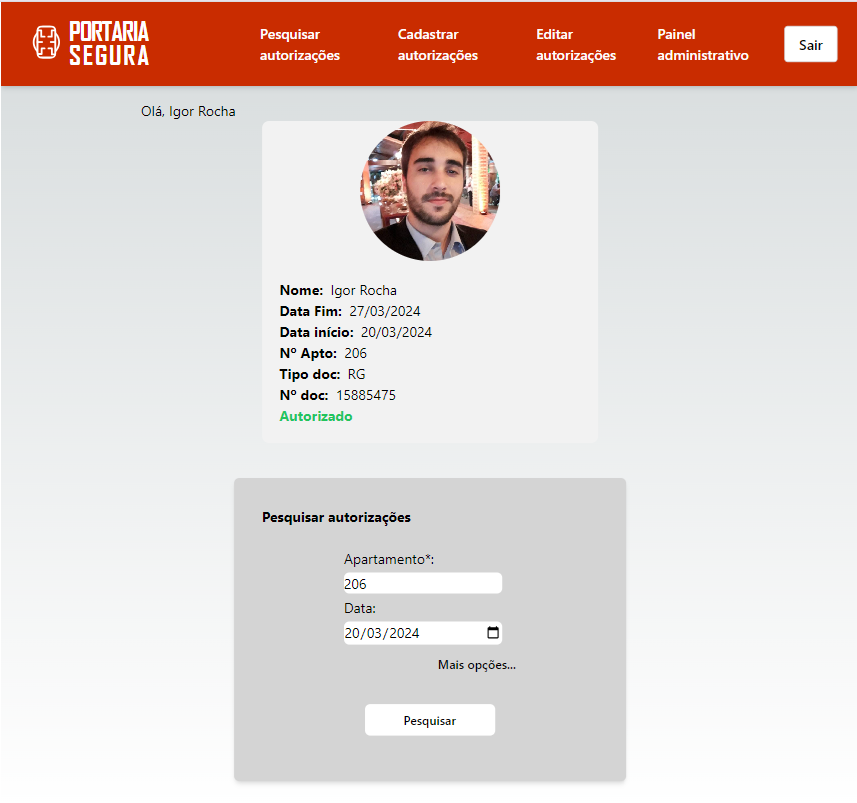 PORTARIA
SEGURA
Pesquisar
autorizações
Cadastrar
autorizações
Editar
autorizações
Painel
administrativo
Sair
Olá, Igor Rocha
Nome: Igor Rocha
Data Fim: 27/03/2024
Data início: 20/03/2024
Nº Apto: 206
Tipo doc: RG
Nº doc: 15885475
Autorizado
Pesquisar autorizações
Apartamento*:
206
Data:
20/03/2024
Mais opções...
Pesquisar